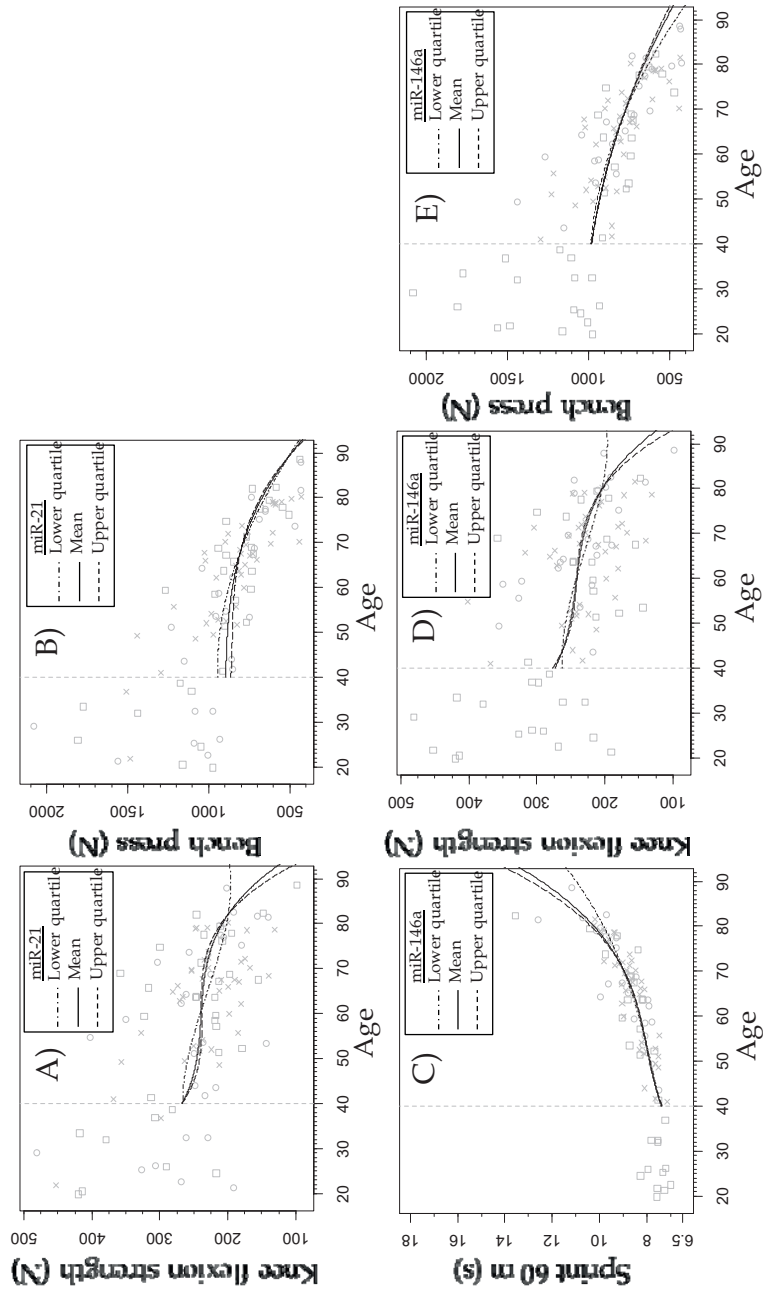 A)
miR-21
Lower quartile
Mean
Upper quartile
Knee flexion strength (N)
400
200
100
20 30 40 50 60 70 80 90
Age
B)
miR-21
Lower quartile
Mean
Upper quartile
Bench press (N)
2000
1500
1000
500
20 30 40 50 60 70 80 90
Age
C)
miR-146a
Lower quartile
Mean
Upper quartile
Sprint 60 m (s)
18
16
14
10
8
6.5
20 30 40 50 60 70 80 90
Age
D)
miR-146a
Lower quartile
Mean
Upper quartile
Knee flexion strength (N)
500
300
100
20 30 40 50 60 70 80 90
Age
E)
miR-146a
Lower quartile
Mean
Upper quartile
Bench press (N)
2000
1500
1000
500
20 30 40 50 60 70 80 90
Age